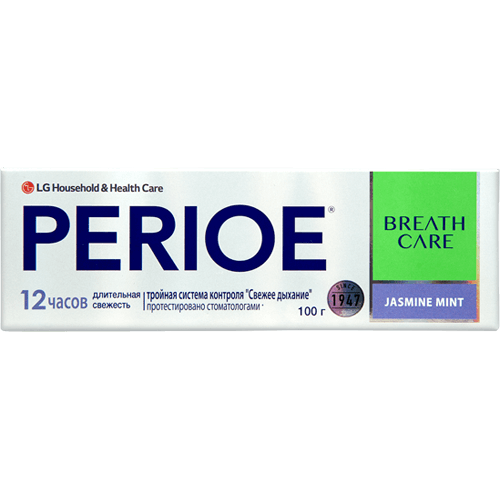 LG Household & Health Care
PERIOE®
BREATH
CARE
JASMINE MINT
12 часов
длительная
свежесть
тройная система контроля "Свежее дыхание"
протестировано стоматологами*
100 г
SINCE
1947